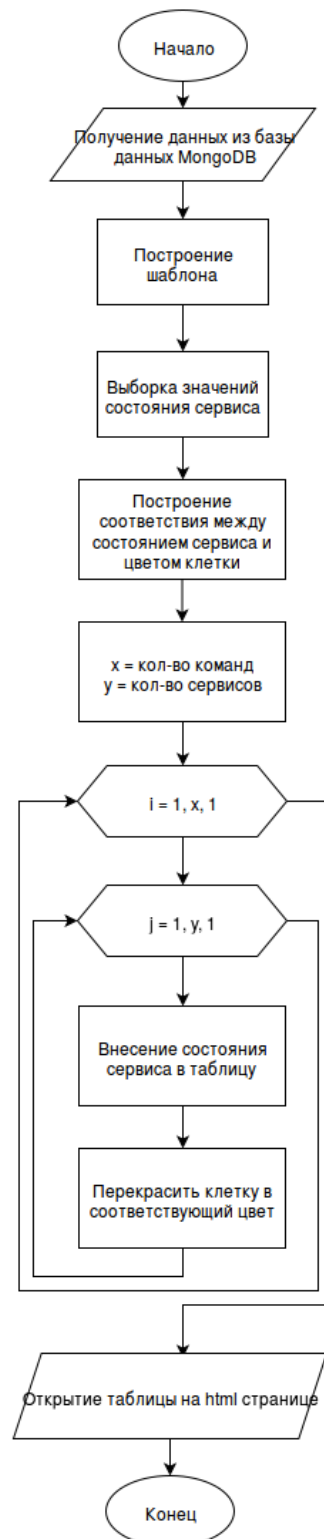 Начало
Получение данных из базы
данных MongoDB
Построение
шаблона
Выборка значений
состояния сервиса
Построение
соответствия между
состоянием сервиса и
цветом клетки
x = кол-во команд
y = кол-во сервисов
i = 1, x, 1
j = 1, y, 1
Внесение состояния
сервиса в таблицу
Перекрасить клетку в
соответствующий цвет
Открытие таблицы на html странице
Конец